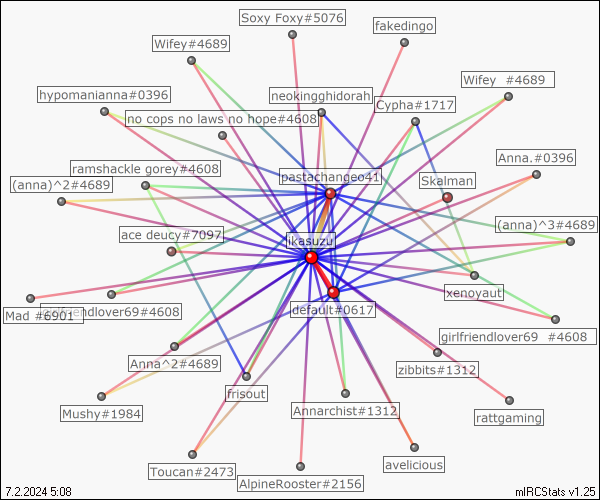 Soxy Foxy#5076
fakedingo
Wifey#4689
Wifey #4689
hypomanianna#0396
neokingghidorah
Cypha#1717
no cops no laws no hope#4608
Anna.#0396
ramshackle gorey#4608
pastachangeo41
Skalman
(anna)^2#4689
(anna)^3#4689
ace deucy#7097
likasuzu
xenoyaut
Mad #6901
girlfriendlover69#4608
default#0617
girlfriendlover69 #4608
Anna^2#4689
zibbits#1312
frisout
Mushy#1984
Annarchist#1312
rattgaming
Toucan#2473
avelicious
AlpineRooster#2156
7.2.2024 5:08
mIRCStats v1.25